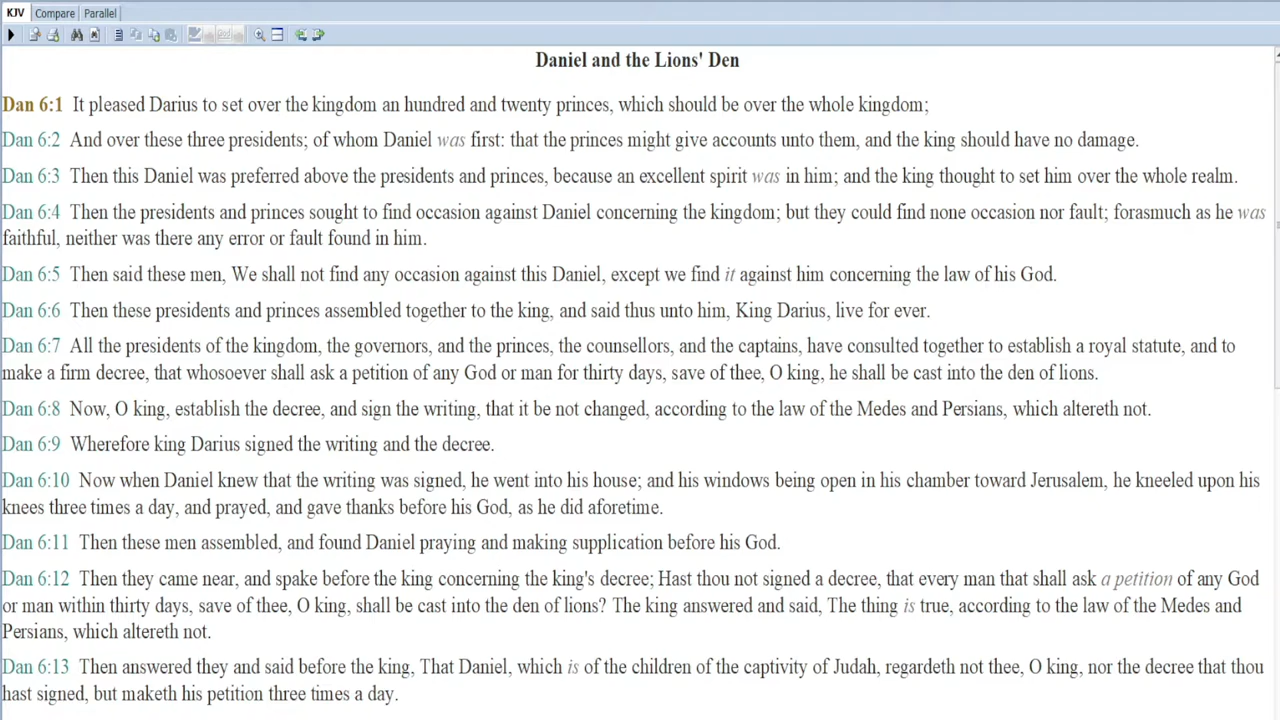 KJV Compare Parallel
Daniel and the Lions' Den
Dan 6:1 It pleased Darius to set over the kingdom an hundred and twenty princes, which should be over the whole kingdom;
Dan 6:2 And over these three presidents; of whom Daniel was first: that the princes might give accounts unto them, and the king should have no damage.
Dan 6:3 Then this Daniel was preferred above the presidents and princes, because an excellent spirit was in him; and the king thought to set him over the whole realm.
Dan 6:4 Then the presidents and princes sought to find occasion against Daniel concerning the kingdom; but they could find none occasion nor fault; forasmuch as he was
faithful, neither was there any error or fault found in him.
Dan 6:5 Then said these men, We shall not find any occasion against this Daniel, except we find it against him concerning the law of his God.
Dan 6:6 Then these presidents and princes assembled together to the king, and said thus unto him, King Darius, live for ever.
Dan 6:7 All the presidents of the kingdom, the governors, and the princes, the counsellors, and the captains, have consulted together to establish a royal statute, and to
make a firm decree, that whosoever shall ask a petition of any God or man for thirty days, save of thee, O king, he shall be cast into the den of lions.
Dan 6:8 Now, O king, establish the decree, and sign the writing, that it be not changed, according to the law of the Medes and Persians, which altereth not.
Dan 6:9 Wherefore king Darius signed the writing and the decree.
Dan 6:10 Now when Daniel knew that the writing was signed, he went into his house; and his windows being open in his chamber toward Jerusalem, he kneeled upon his
knees three times a day, and prayed, and gave thanks before his God, as he did aforetime.
Dan 6:11 Then these men assembled, and found Daniel praying and making supplication before his God.
Dan 6:12 Then they came near, and spake before the king concerning the king's decree; Hast thou not signed a decree, that every man that shall ask a petition of any God
or man within thirty days, save of thee, O king, shall be cast into the den of lions? The king answered and said, The thing is true, according to the law of the Medes and
Persians, which altereth not.
Dan 6:13 Then answered they and said before the king, That Daniel, which is of the children of the captivity of Judah, regardeth not thee, O king, nor the decree that thou
hast signed, but maketh his petition three times a day.